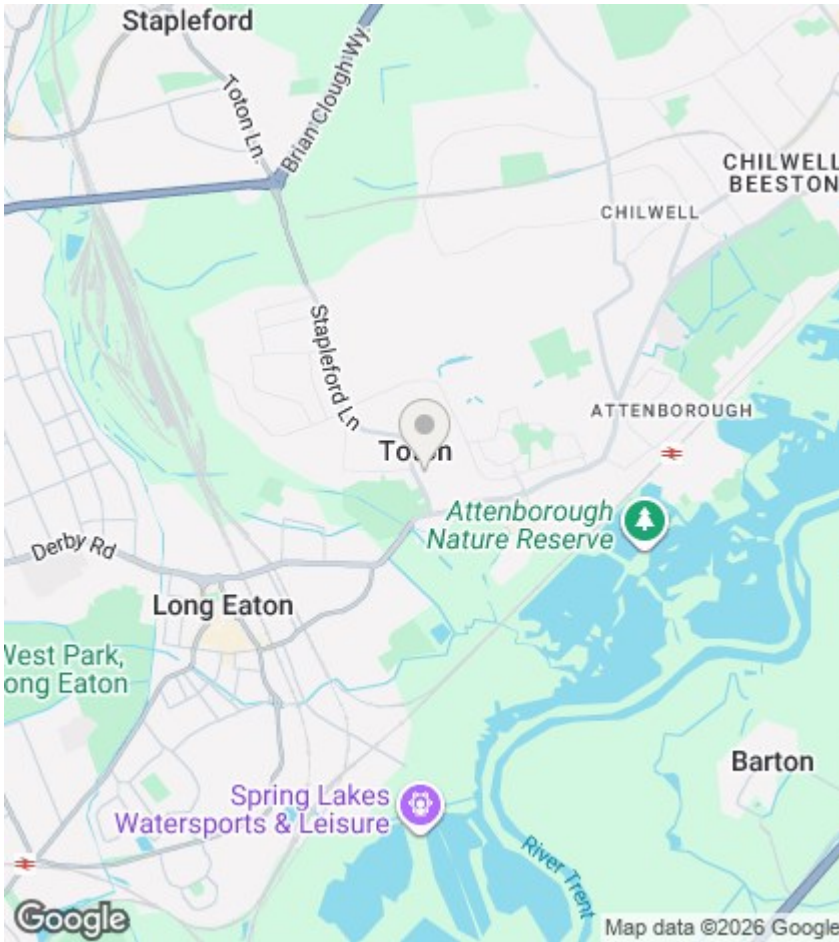 Stapleford
Toton Ln.
Brian Clough Wy.
CHILWELL
BEESTON
CHILWELL
Stapleford Ln
ATTENBOROUGH
Toton
Attenborough
Nature Reserve
Derby Rd
Long Eaton
West Park,
ong Eaton
Barton
Spring Lakes
Watersports & Leisure
River Trent
Google
Map data ©2026 Google